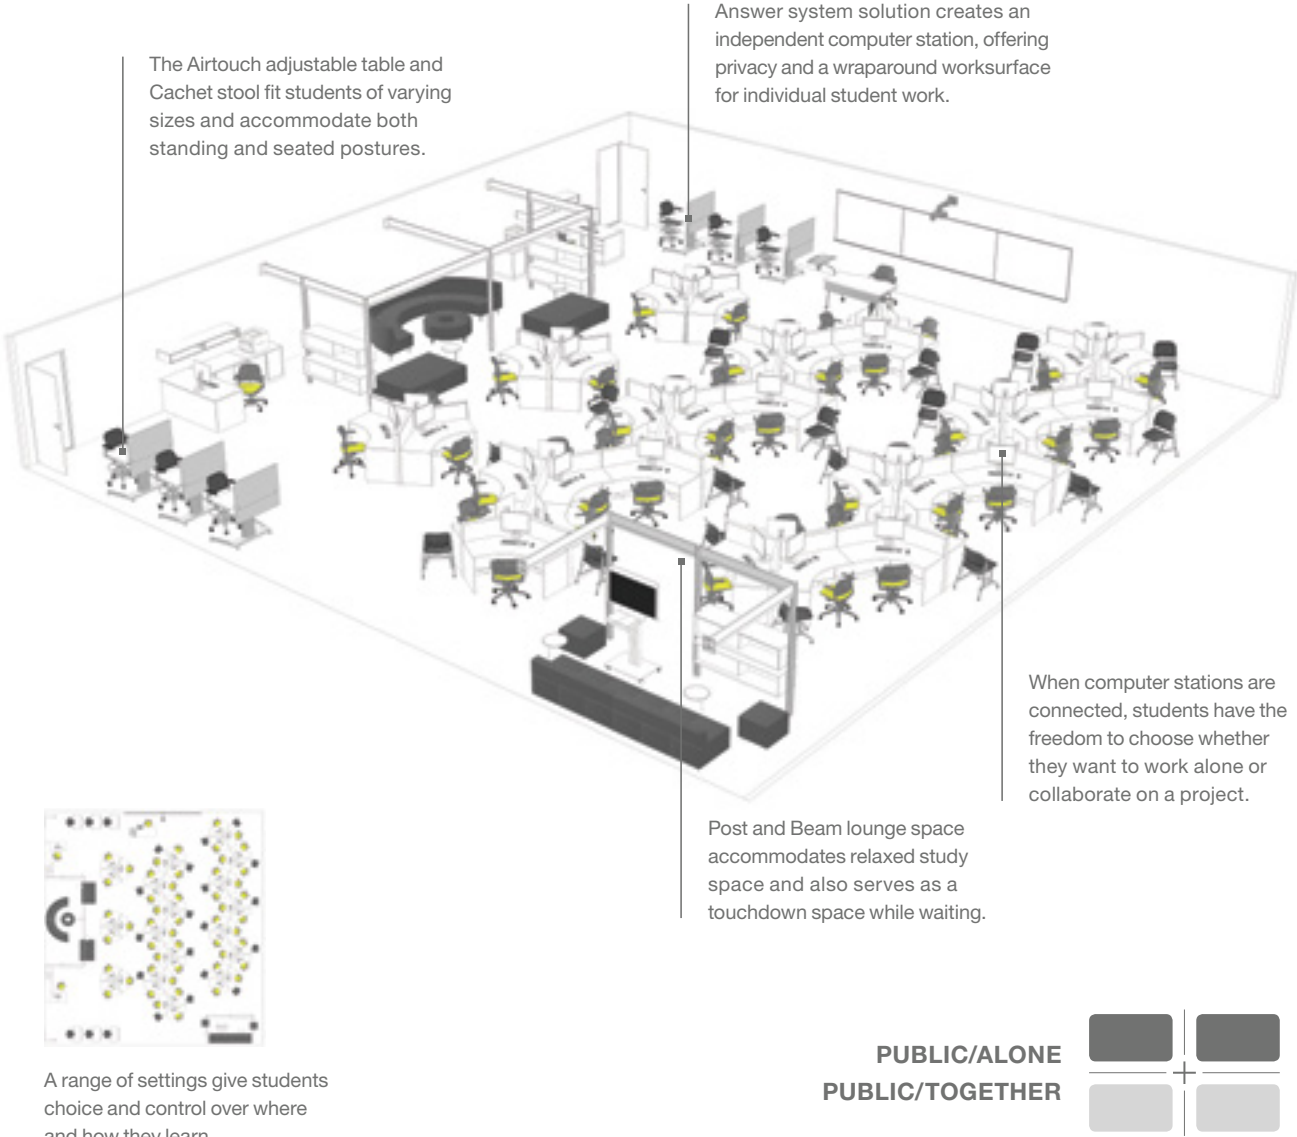 Answer system solution creates an
independent computer station, offering
privacy and a wraparound worksurface
for individual student work.
The Airtouch adjustable table and
Cachet stool fit students of varying
sizes and accommodate both
standing and seated postures.
When computer stations are
connected, students have the
freedom to choose whether
they want to work alone or
collaborate on a project.
Post and Beam lounge space
accommodates relaxed study
space and also serves as a
touchdown space while waiting.
A range of settings give students
choice and control over where
and how they learn
PUBLIC/ALONE
PUBLIC/TOGETHER